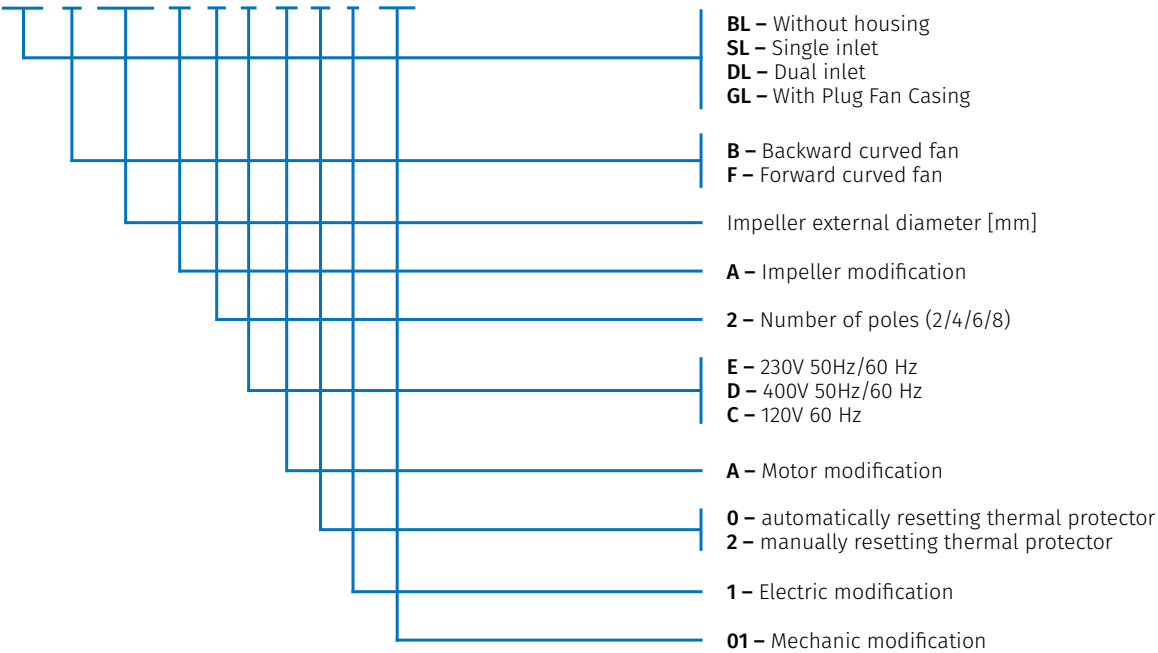 BL – Without housing
SL – Single inlet
DL – Dual inlet
GL – With Plug Fan Casing
B – Backward curved fan
F – Forward curved fan
Impeller external diameter [mm]
A – Impeller modification
2 – Number of poles (2/4/6/8)
E – 230V 50Hz/60 Hz
D – 400V 50Hz/60 Hz
C – 120V 60 Hz
A – Motor modification
0 – automatically resetting thermal protector
2 – manually resetting thermal protector
1 – Electric modification
01 – Mechanic modification